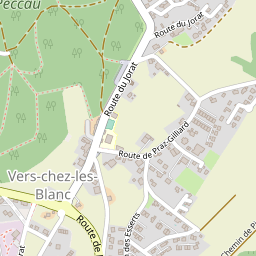 Peccau
Route du Jorat
Route du Jorat
Route de Praz-Gilliard
Vers-chez-les-
Blanc
Route de
n des Esserts
Chemin de P